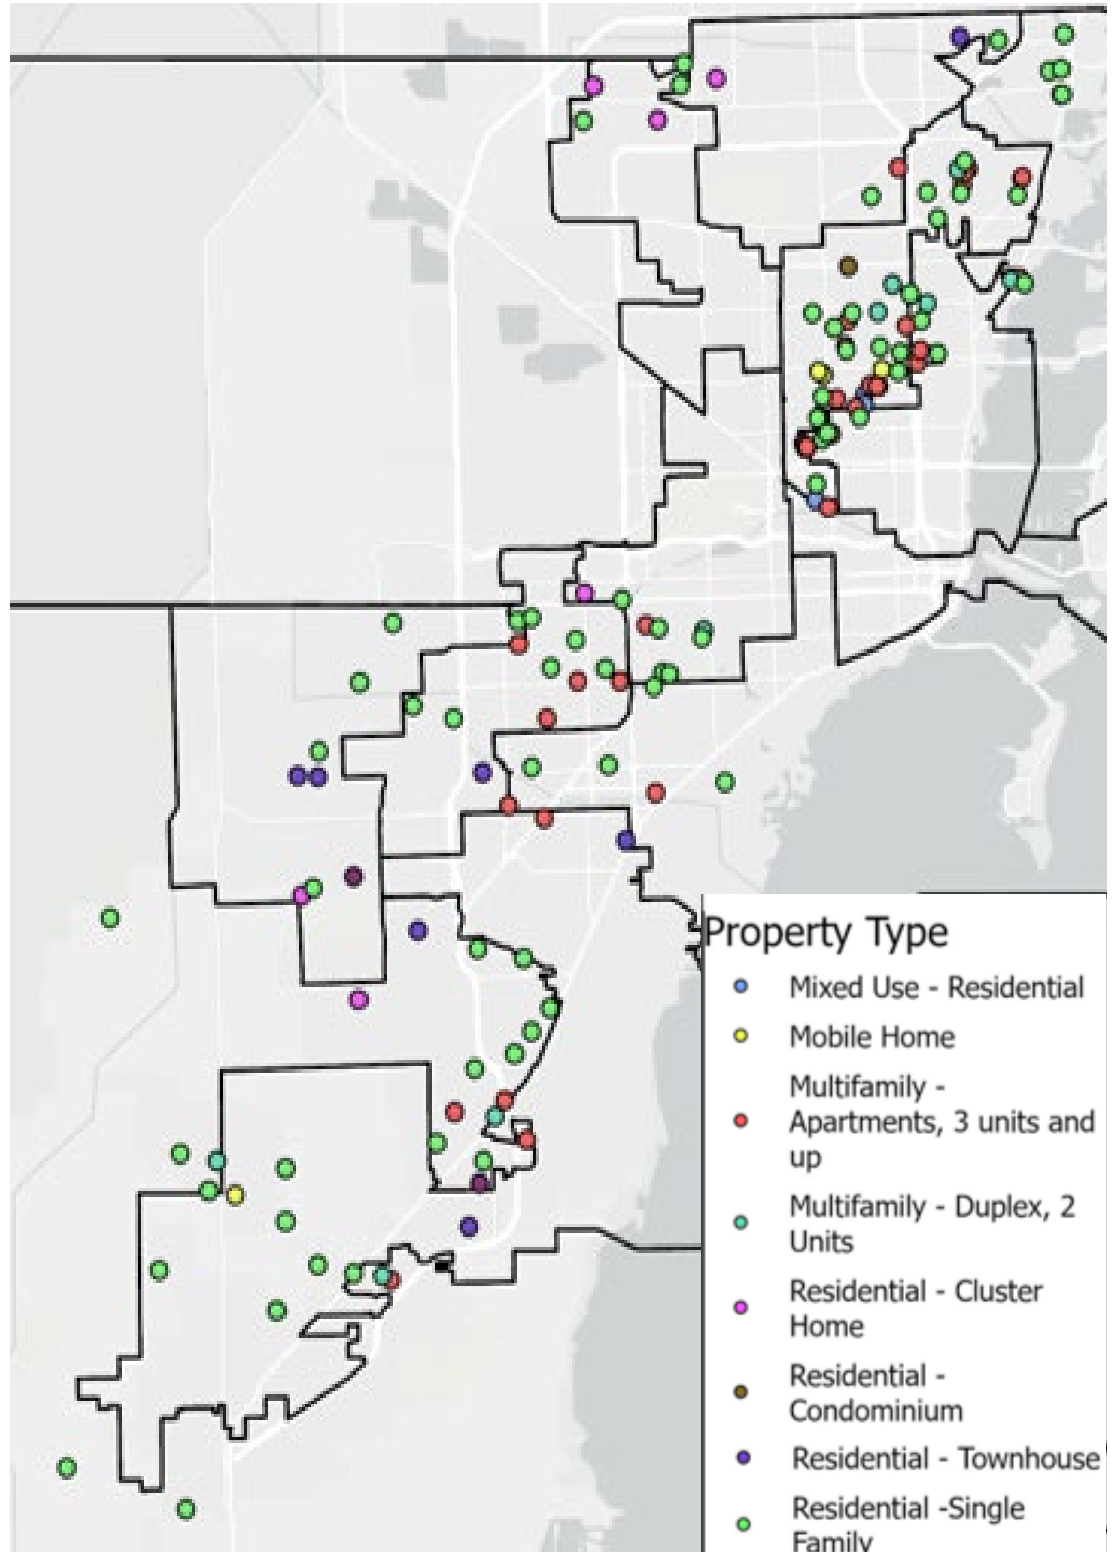 Property Type
Mixed Use - Residential
Mobile Home
Multifamily -
Apartments, 3 units and
up
Multifamily - Duplex, 2
Units
Residential - Cluster
Home
Residential -
Condominium
Residential - Townhouse
Residential -Single
Family